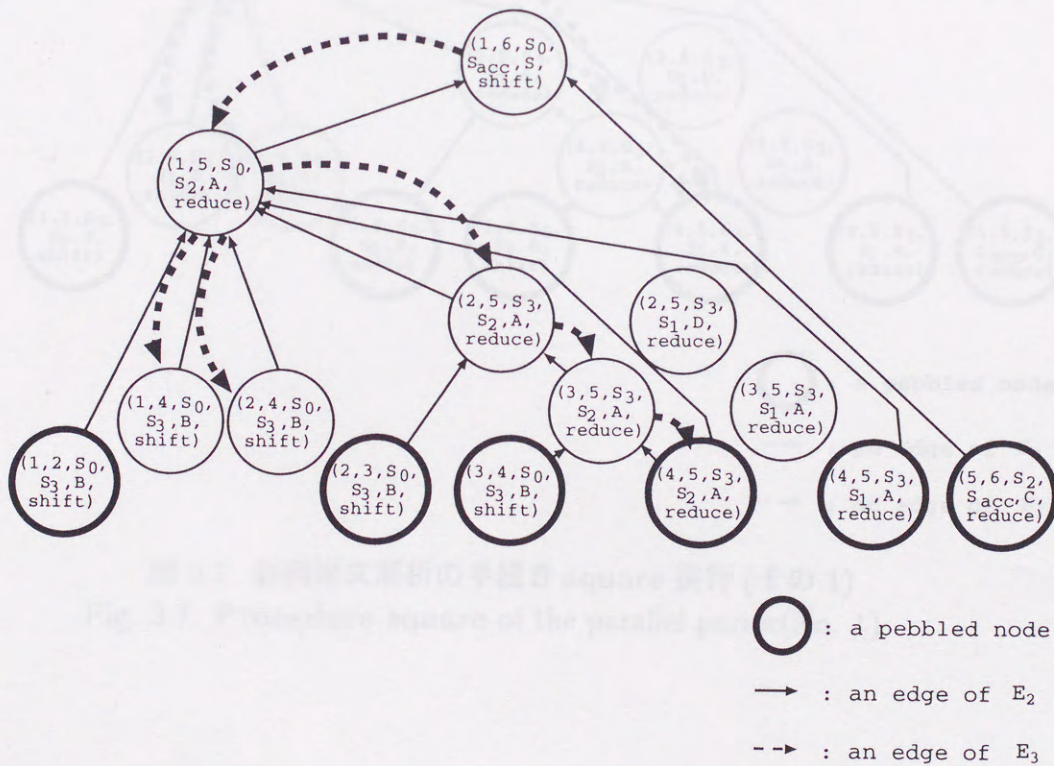 (1,6,S0,
Sacc,S,
shift)
(1,5,S0,
S2,A,
reduce)
(2,5,S3,
S2,A,
reduce)
(2,5,S3,
S1,D,
reduce)
(1,4,S0,
S3,B,
shift)
(2,4,S0,
S3,B,
shift)
(3,5,S3,
S2,A,
reduce)
(3,5,S3,
S1,A,
reduce)
(1,2,S0,
S3,B,
shift)
(2,3,S0,
S3,B,
shift)
(3,4,S0,
S3,B,
shift)
(4,5,S3,
S2,A,
reduce)
(4,5,S3,
S1,A,
reduce)
(5,6,S2,
Sacc,C,
reduce)
: a pebbled node
: an edge of E2
: an edge of E3